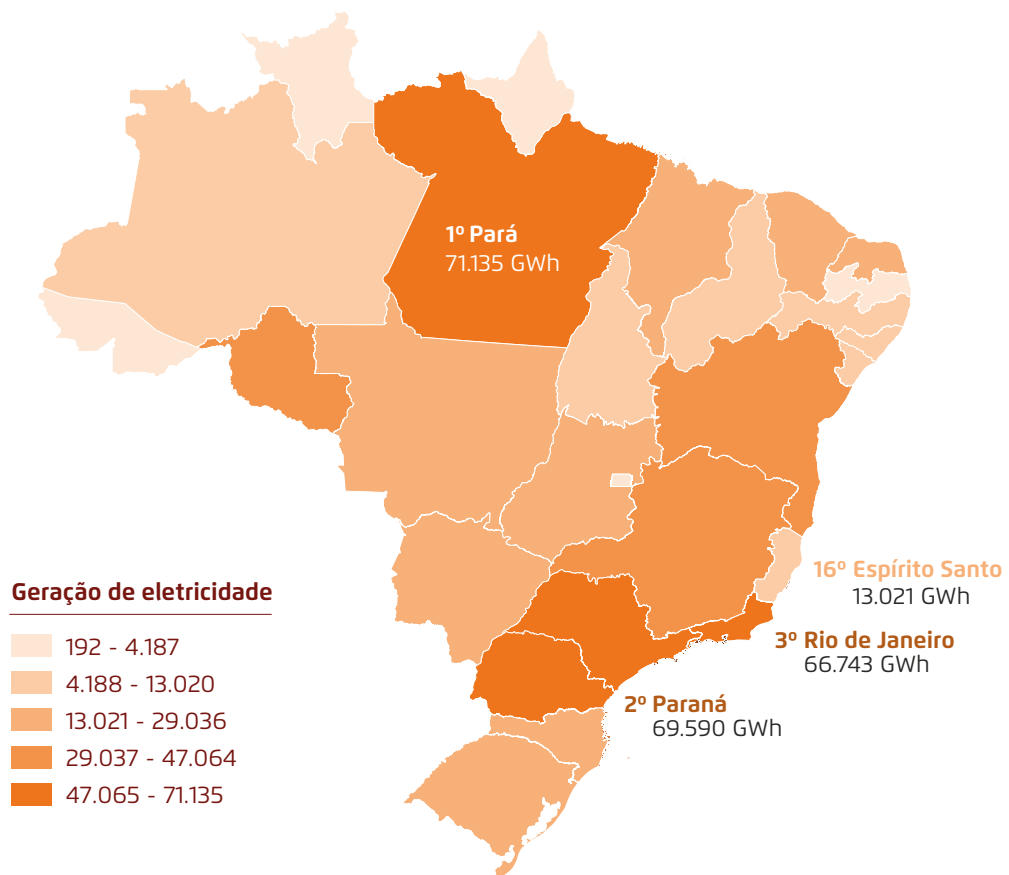 1º Pará
71.135 GWh
16º Espírito Santo
13.021 GWh
3º Rio de Janeiro
66.743 GWh
2º Paraná
69.590 GWh
Geração de eletricidade
192 - 4.187
4.188 - 13.020
13.021 - 29.036
29.037 - 47.064
47.065 - 71.135